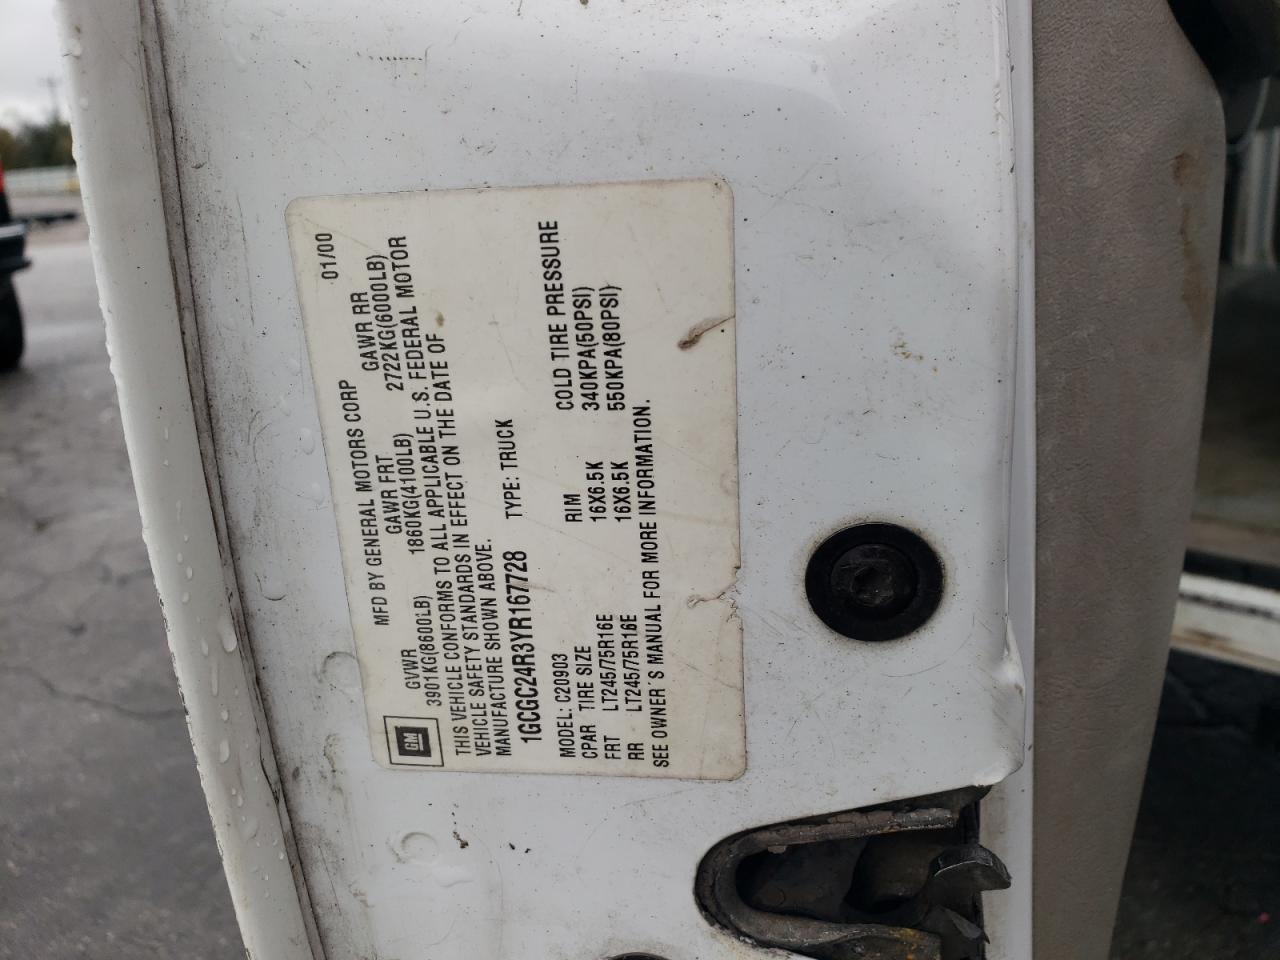 MFD BY GENERAL MOTORS CORP 01/00
GVWR GAWR FRT GAWR RR
3901KG(8600LB) 1860KG(4100LB) 2722KG(6000LB)
THIS VEHICLE CONFORMS TO ALL APPLICABLE U.S. FEDERAL MOTOR
VEHICLE SAFETY STANDARDS IN EFFECT ON THE DATE OF
MANUFACTURE SHOWN ABOVE.
1GCGC24R3YR167728 TYPE: TRUCK
MODEL: C20903
CPAR TIRE SIZE RIM COLD TIRE PRESSURE
FRT LT245/75R16E 16X6.5K 340KPA(50PSI)
RR LT245/75R16E 16X6.5K 550KPA(80PSI)
SEE OWNER'S MANUAL FOR MORE INFORMATION.
GM